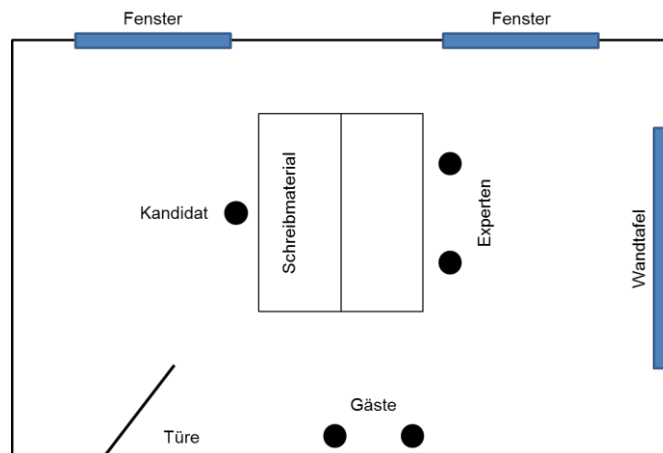 Fenster
Fenster
Kandidat
Schreibmaterial
Experten
Wandtafel
Gäste
Türe